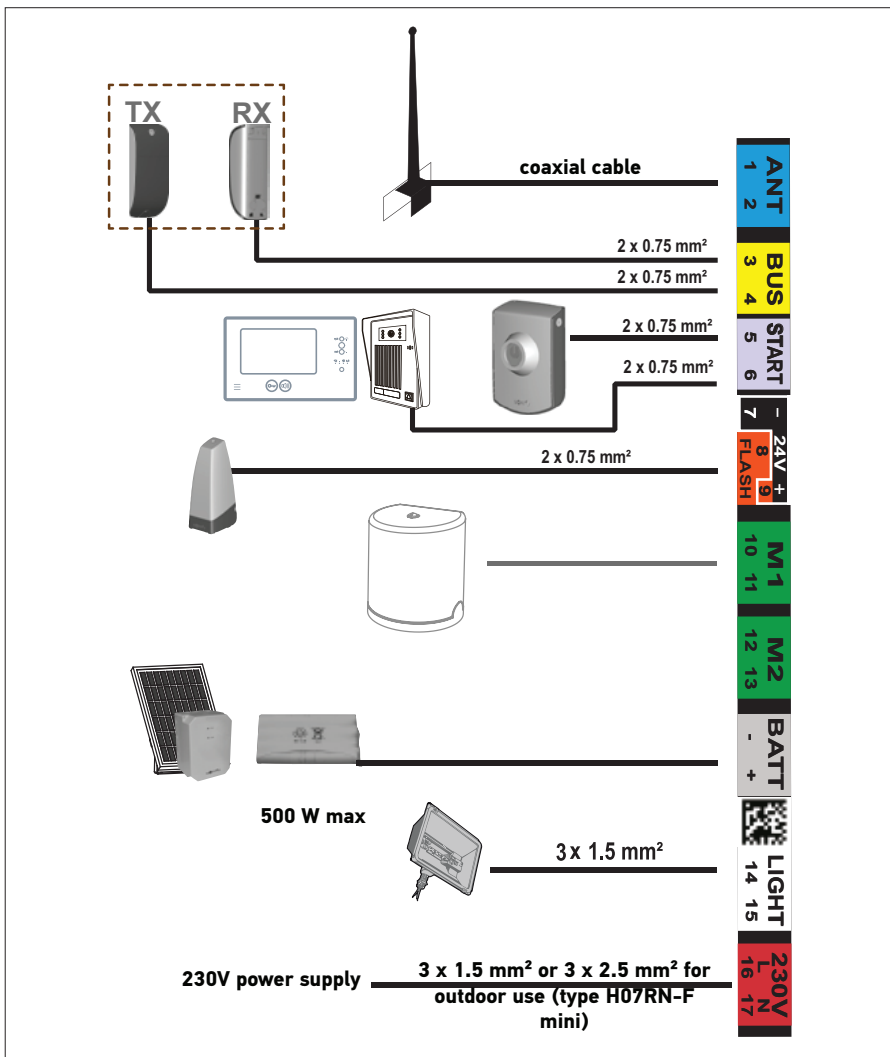 TX RX
coaxial cable
ANT
1 2
2 x 0.75 mm²
2 x 0.75 mm²
BUS
3 4
2 x 0.75 mm²
2 x 0.75 mm²
START
5 6
2 x 0.75 mm²
- 24V +
7 8 9
FLASH
M1
10 11
M2
12 13
BATT
- +
500 W max
3 x 1.5 mm²
LIGHT
14 15
230V power supply
3 x 1.5 mm² or 3 x 2.5 mm² for
outdoor use (type H07RN-F
mini)
230V
L N
16 17